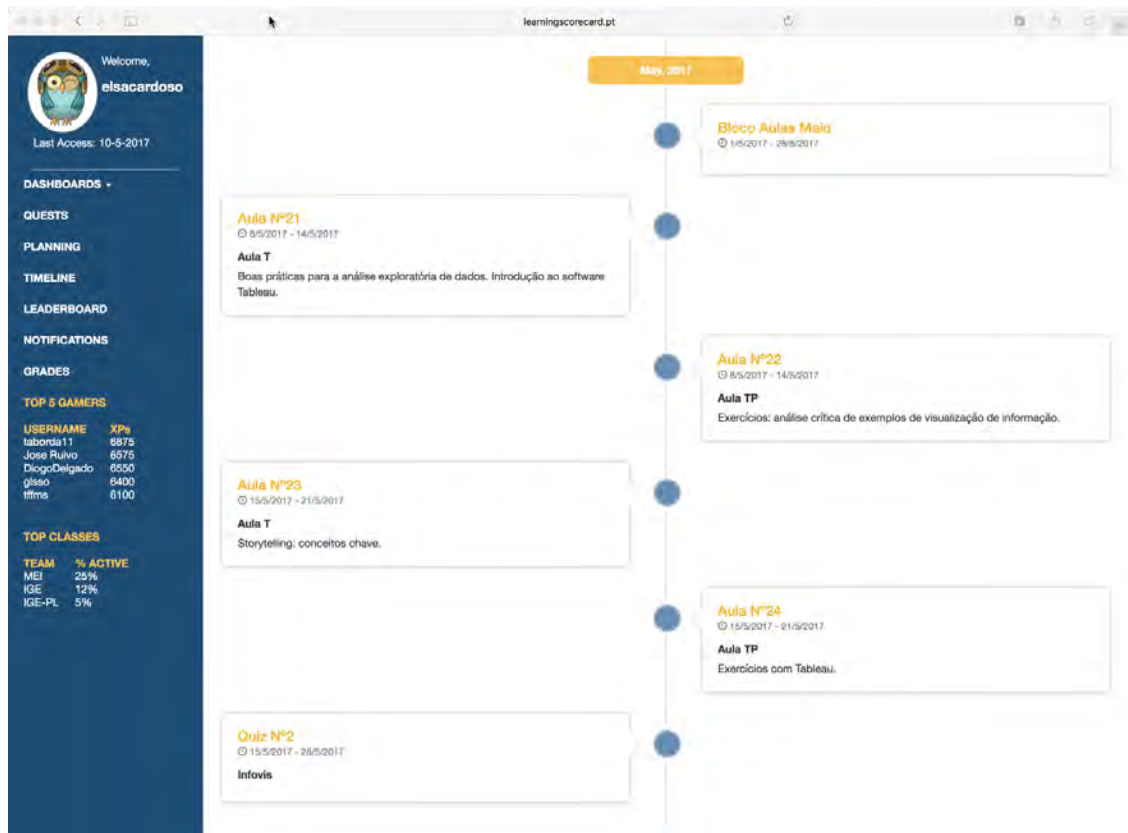 learningscorecard.pt
Welcome,
elsacardoso
Last Access: 10-5-2017
DASHBOARDS
QUESTS
PLANNING
TIMELINE
LEADERBOARD
NOTIFICATIONS
GRADES
TOP 5 GAMERS
USERNAME XPs
taborda11 6875
Jose Ruivo 6575
DiogoDelgado 6550
6400
tffms 6100
TOP CLASSES
TEAM % ACTIVE
MEI 25%
IGE 12%
IGE-PL 5%
May, 2017
Bloco Aulas Maio
1/5/2017 - 28/5/2017
Aula Nº21
8/5/2017 - 14/5/2017
Aula T
Boas práticas para a análise exploratória de dados. Introdução ao software
Tableau.
Aula Nº22
8/5/2017 - 14/5/2017
Aula TP
Exercícios: análise crítica de exemplos de visualização de informação.
Aula Nº23
15/5/2017 - 21/5/2017
Aula T
Storytelling: conceitos chave.
Aula Nº24
15/5/2017 - 21/5/2017
Aula TP
Exercícios com Tableau.
Quiz Nº2
15/5/2017 - 28/5/2017
Infovis